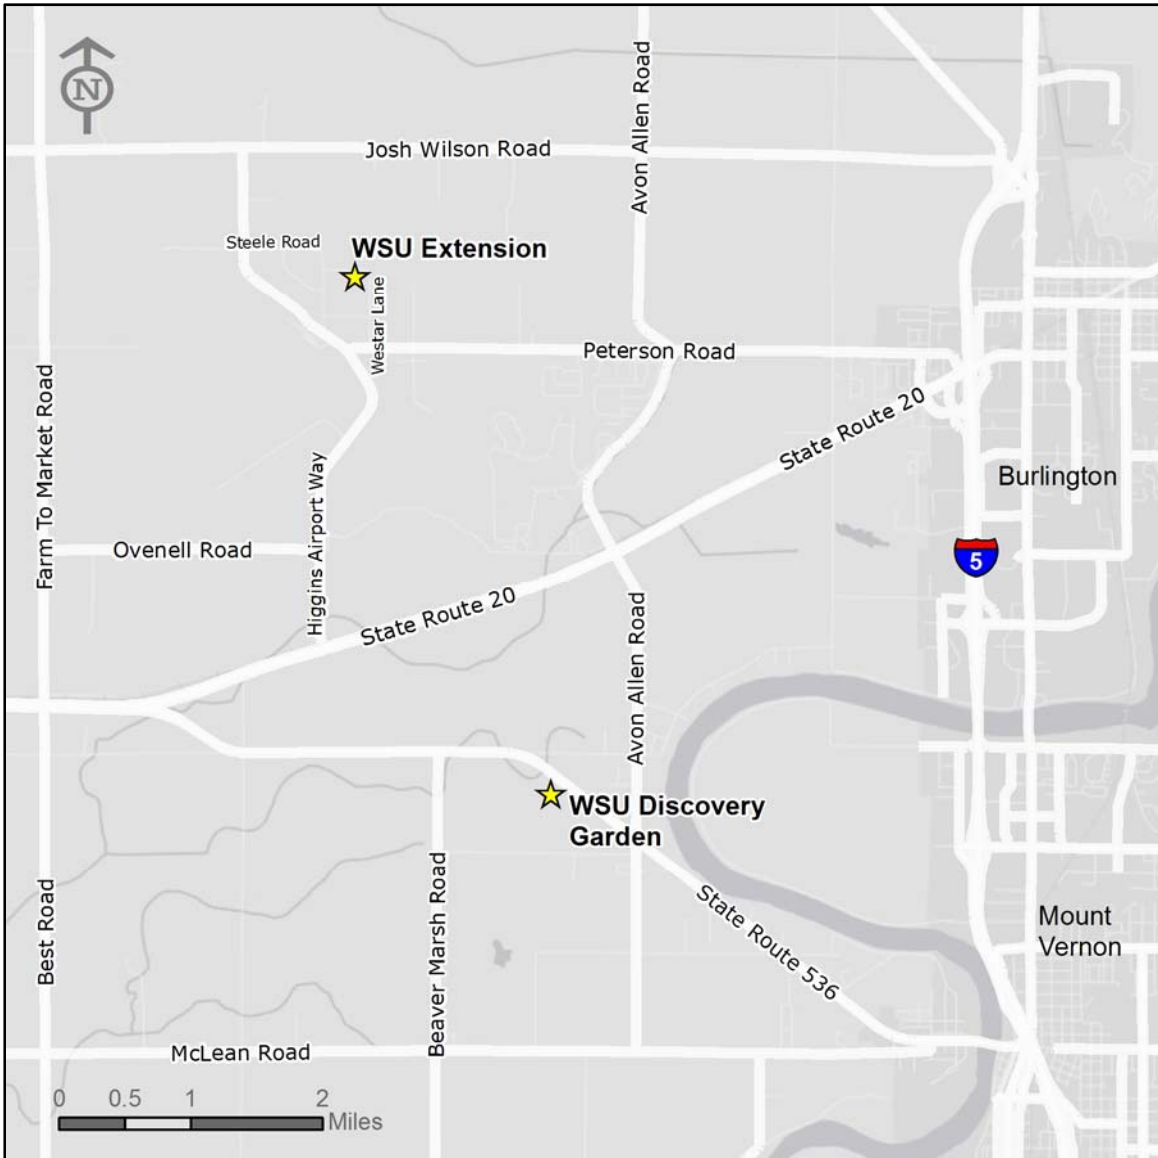 N
Josh Wilson Road
Avon Allen Road
Steele Road
WSU Extension
Westar Lane
Peterson Road
Farm To Market Road
State Route 20
Burlington
Higgins Airport Way
Ovenell Road
5
State Route 20
Avon Allen Road
WSU Discovery
Garden
Beaver Marsh Road
Best Road
State Route 536
Mount
Vernon
McLean Road
0 0.5 1 2
Miles